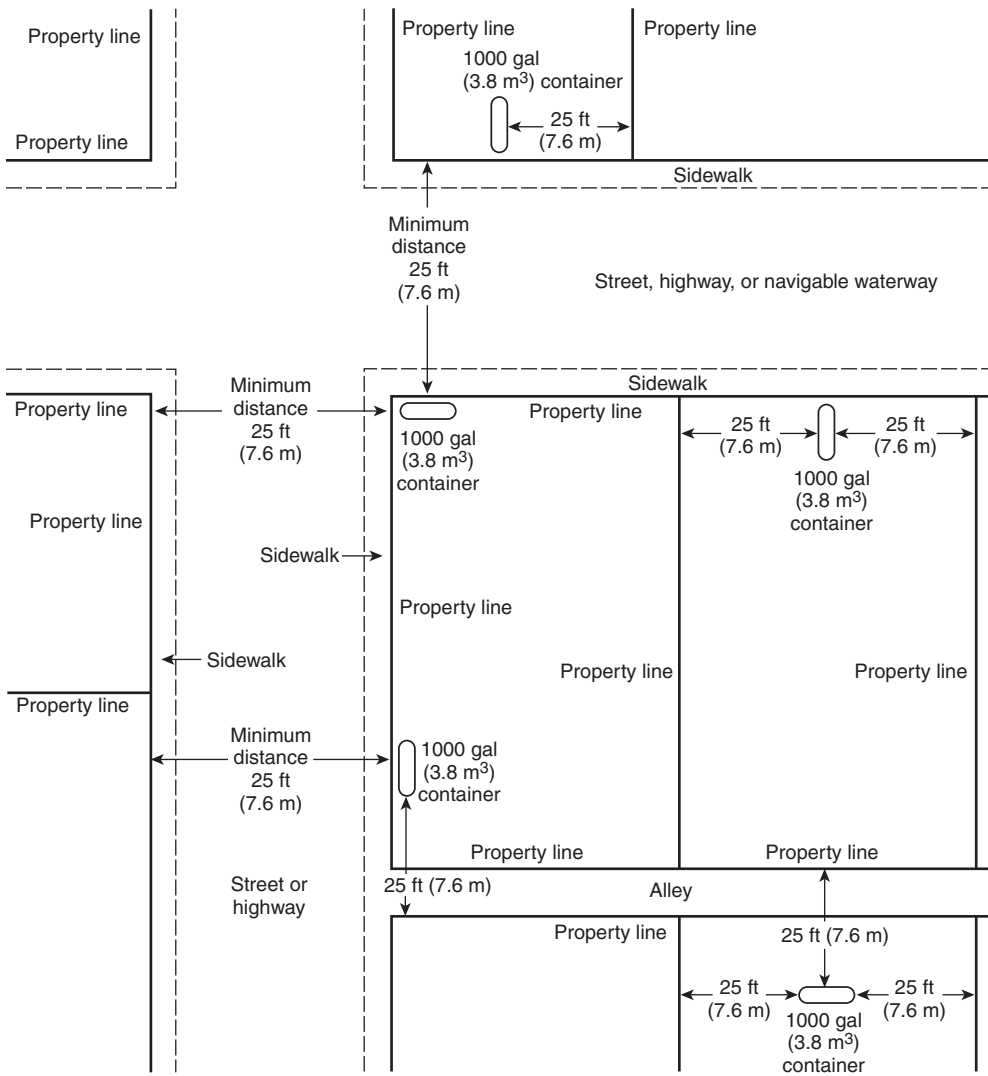 Property line
Property line
Property line
1000 gal
(3.8 m³) container
Property line
25 ft
(7.6 m)
Sidewalk
Minimum
distance
25 ft
(7.6 m)
Street, highway, or navigable waterway
Sidewalk
Property line
Minimum
distance
25 ft
(7.6 m)
Property line
1000 gal
(3.8 m³)
container
25 ft
(7.6 m)
25 ft
(7.6 m)
1000 gal
(3.8 m³)
container
Property line
Sidewalk
Property line
Sidewalk
Property line
Property line
Property line
Minimum
distance
25 ft
(7.6 m)
1000 gal
(3.8 m³)
container
Property line
Property line
Street or
highway
25 ft (7.6 m)
Alley
Property line
25 ft (7.6 m)
25 ft
(7.6 m)
25 ft
(7.6 m)
1000 gal
(3.8 m³)
container